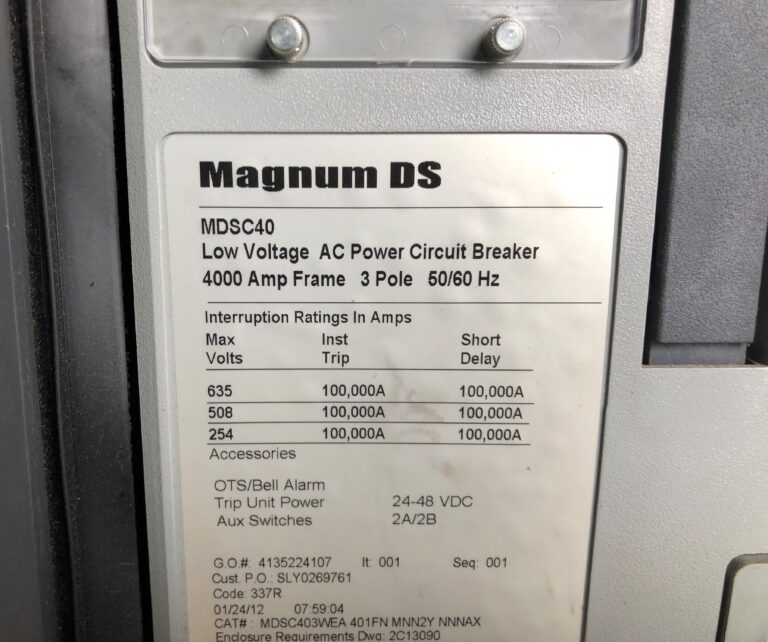 Magnum DS
MDSC40
Low Voltage AC Power Circuit Breaker
4000 Amp Frame 3 Pole 50/60 Hz
Interruption Ratings In Amps
Max Inst Short
Volts Trip Delay
635 100,000A 100,000A
508 100,000A 100,000A
254 100,000A 100,000A
Accessories
OTS/Bell Alarm
Trip Unit Power 24-48 VDC
Aux Switches 2A/2B
G.O.#: 4135224107 It: 001 Seq: 001
Cust. P.O.: SLY0269761
Code: 337R
01/24/12 07:59:04
CAT# : MDSC403WEA 401FN MNN2Y NNNAX
Enclosure Requirements Dwg: 2C13090